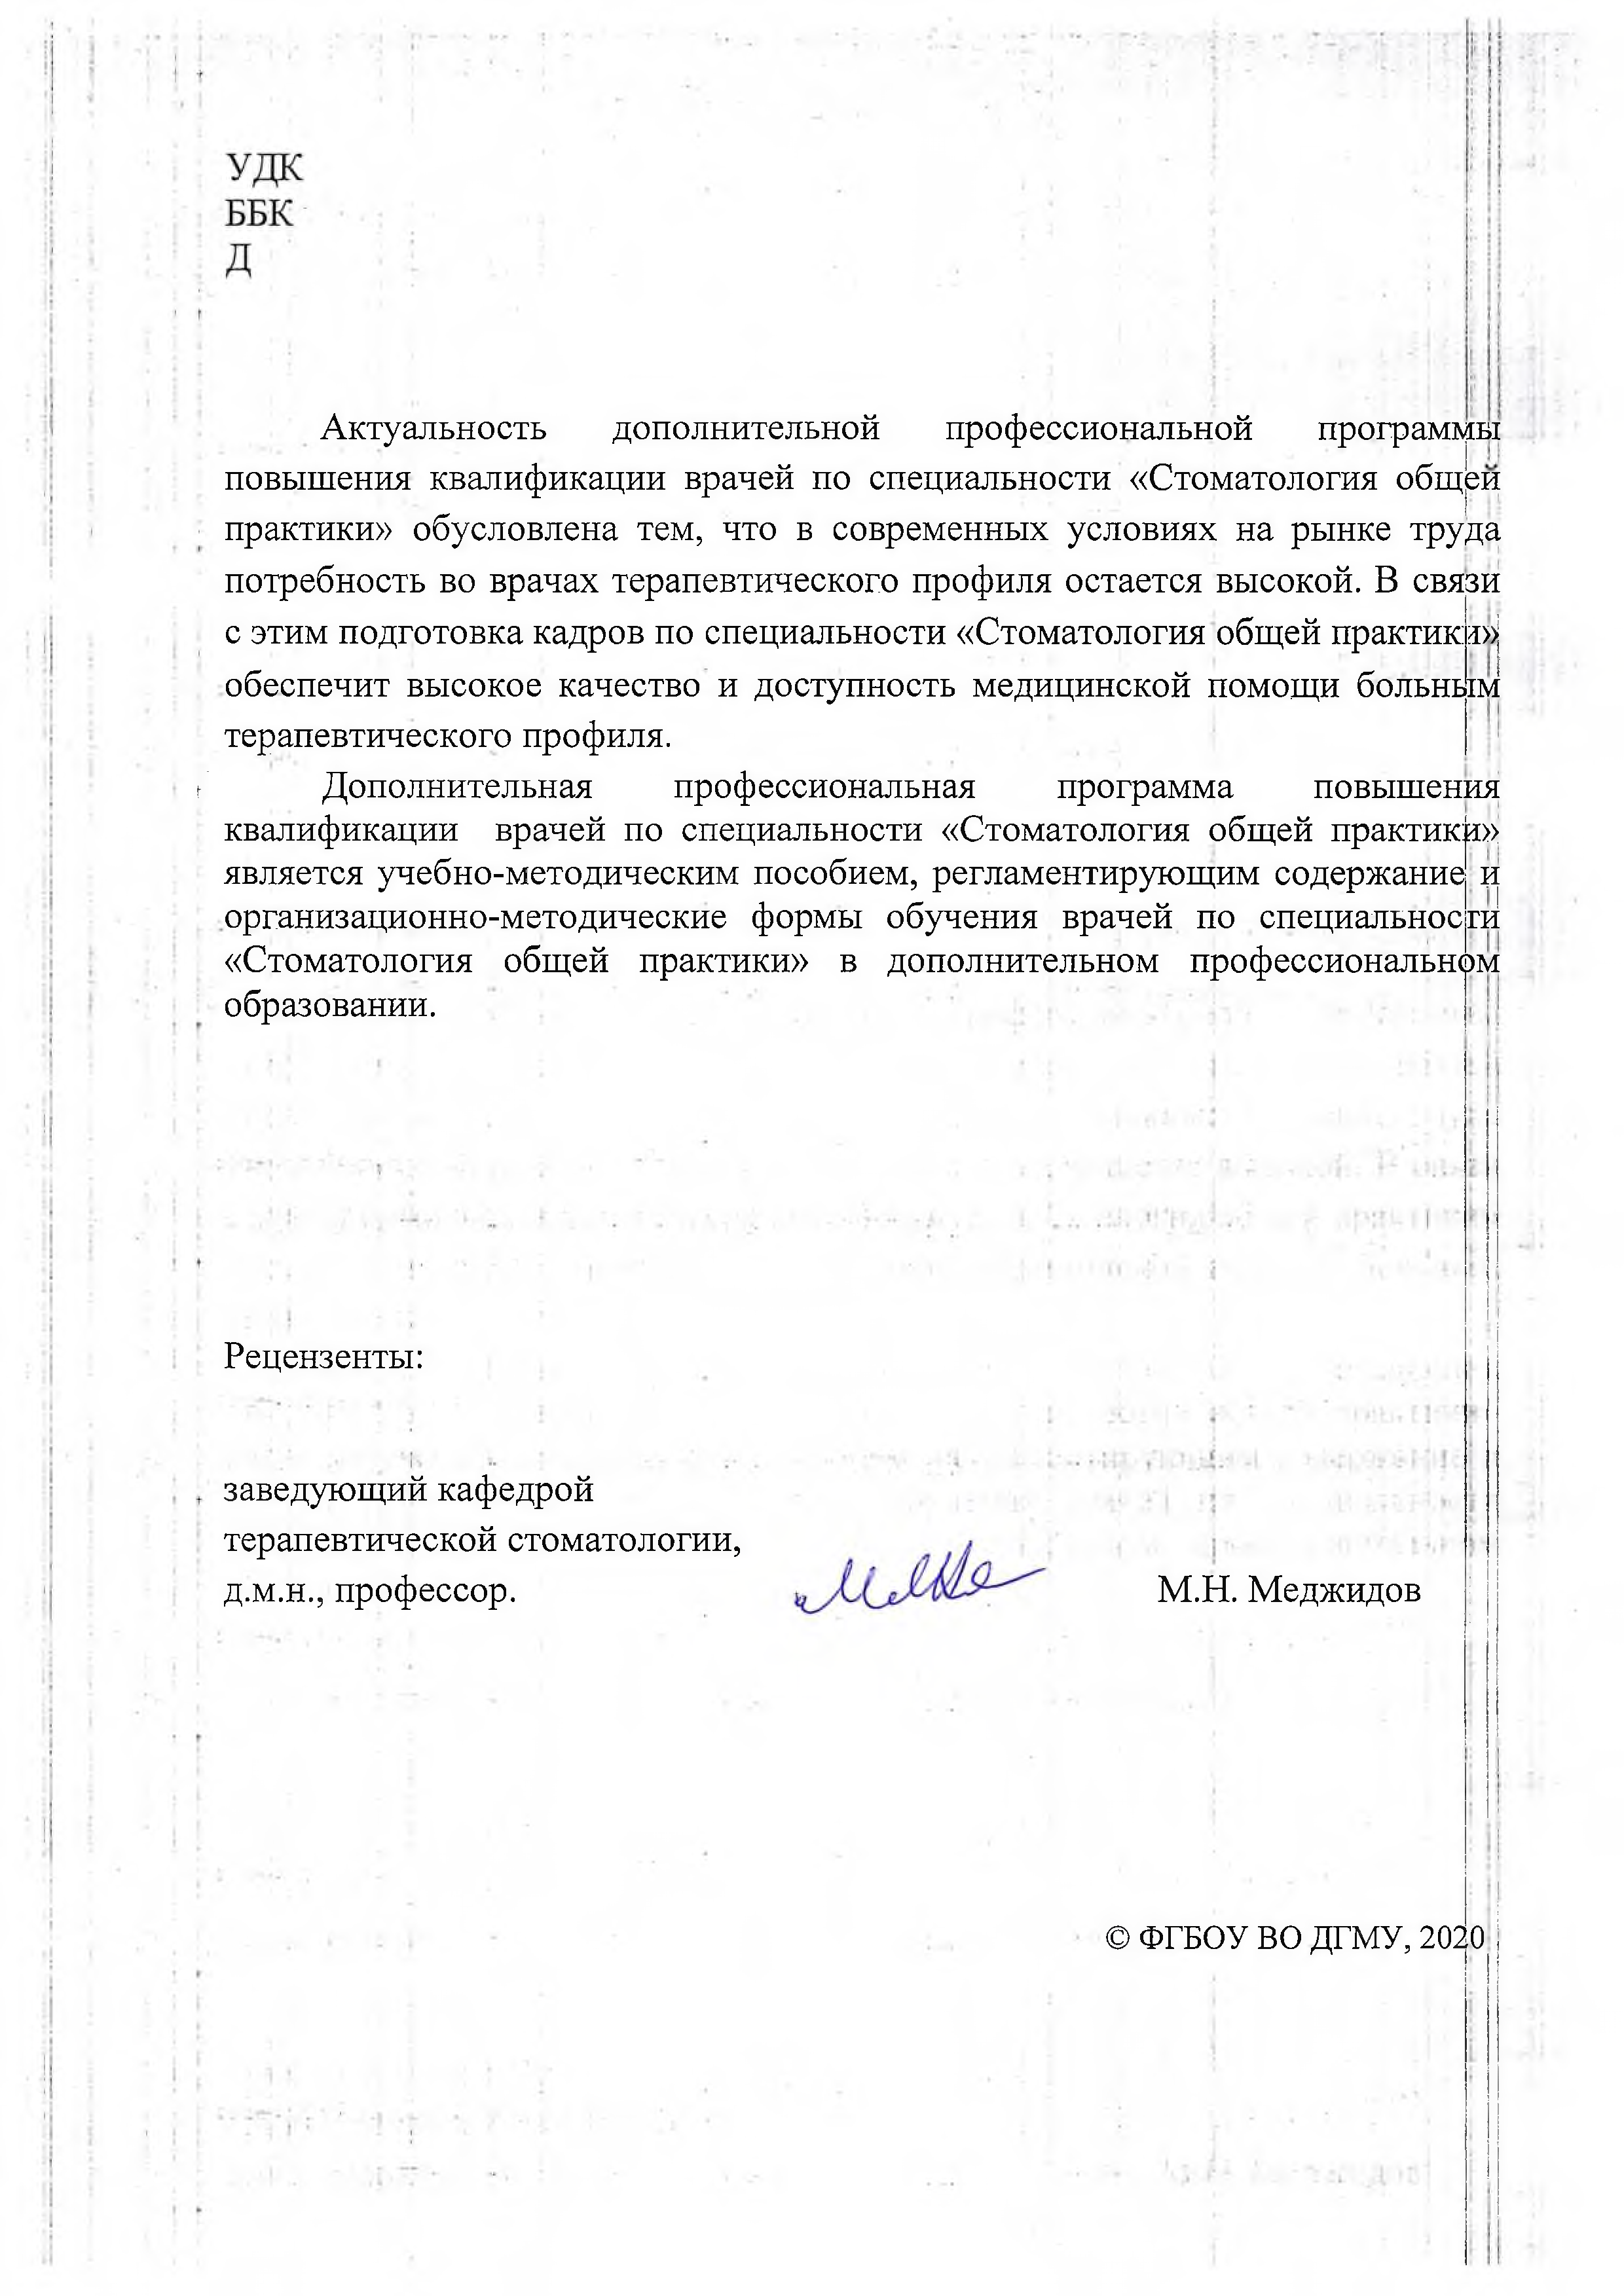 УДК
ББК
Д
Актуальность дополнительной профессиональной программы
повышения квалификации врачей по специальности «Стоматология общей
практики» обусловлена тем, что в современных условиях на рынке труда
потребность во врачах терапевтического профиля остается высокой. В связи
с этим подготовка кадров по специальности «Стоматология общей практики»
обеспечит высокое качество и доступность медицинской помощи больным
терапевтического профиля.
Дополнительная профессиональная программа повышения
квалификации врачей по специальности «Стоматология общей практики»
является учебно-методическим пособием, регламентирующим содержание и
организационно-методические формы обучения врачей по специальности
«Стоматология общей практики» в дополнительном профессиональном
образовании.
Рецензенты:
заведующий кафедрой
терапевтической стоматологии,
д.м.н., профессор. М.Н. Меджидов
© ФГБОУ ВО ДГМУ, 2020